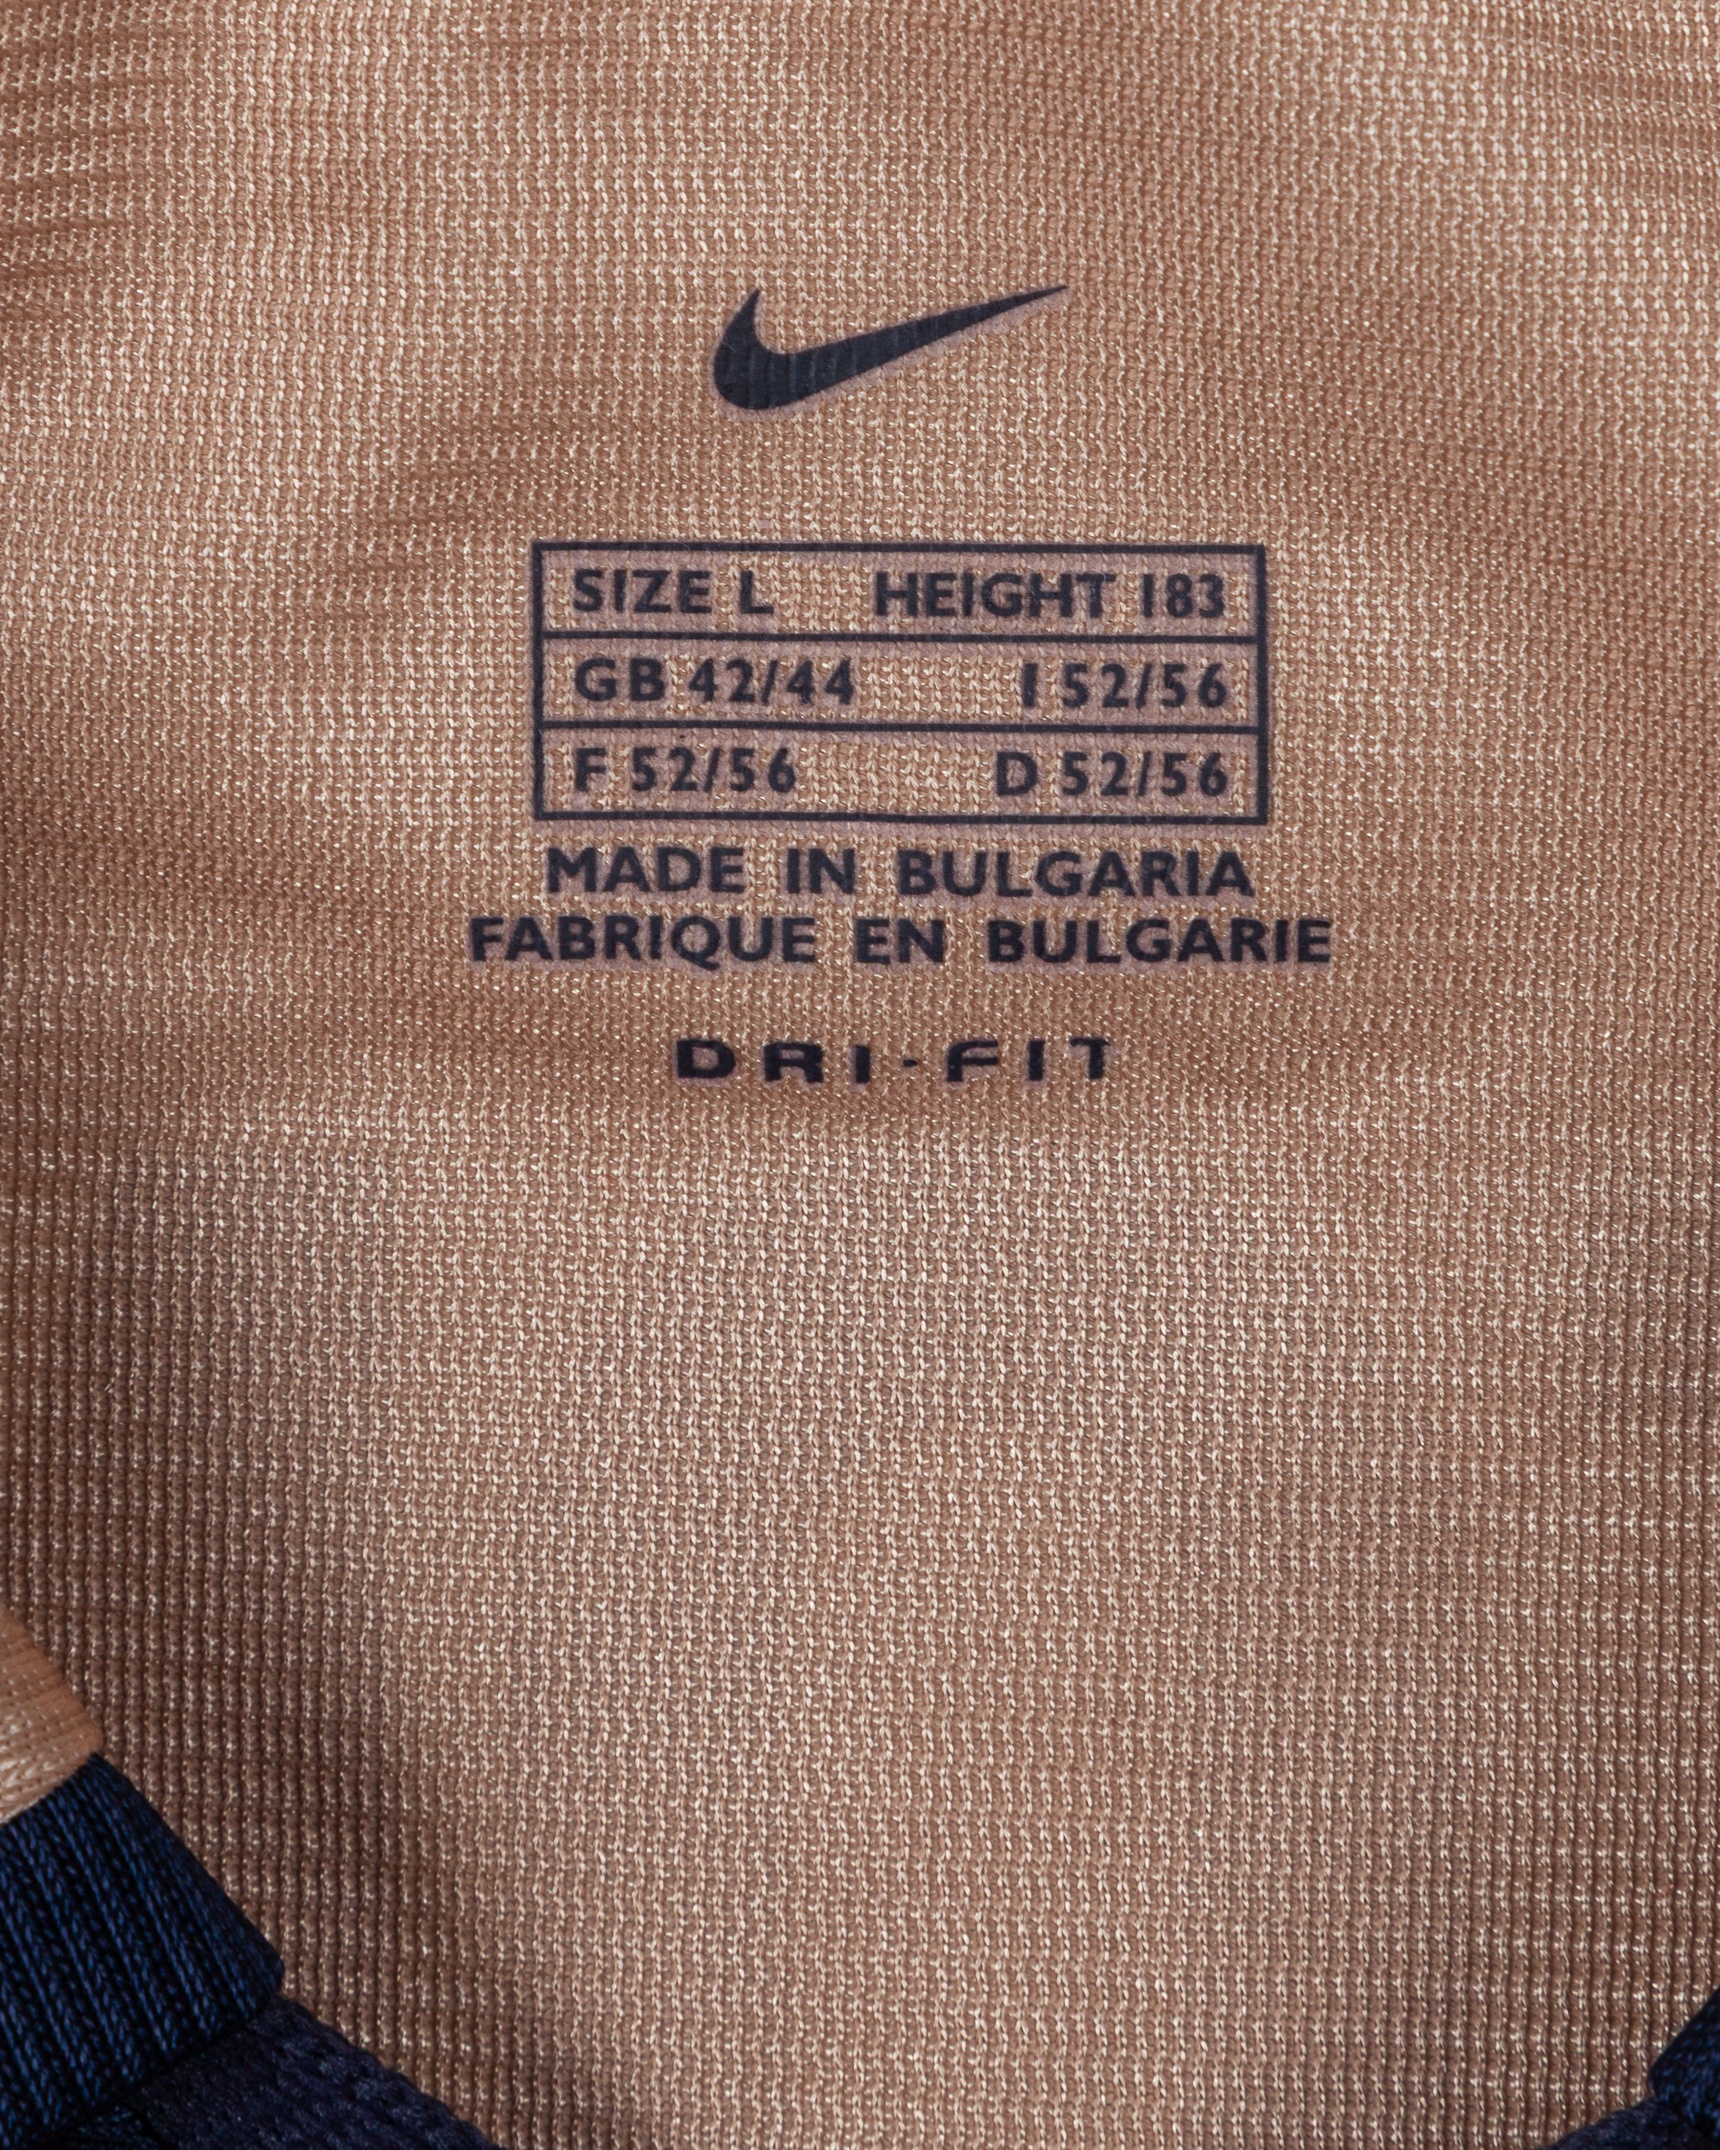 SIZE L HEIGHT 183
GB 42/44 I 52/56
F 52/56 D 52/56
MADE IN BULGARIA
FABRIQUE EN BULGARIE
DRI·FIT